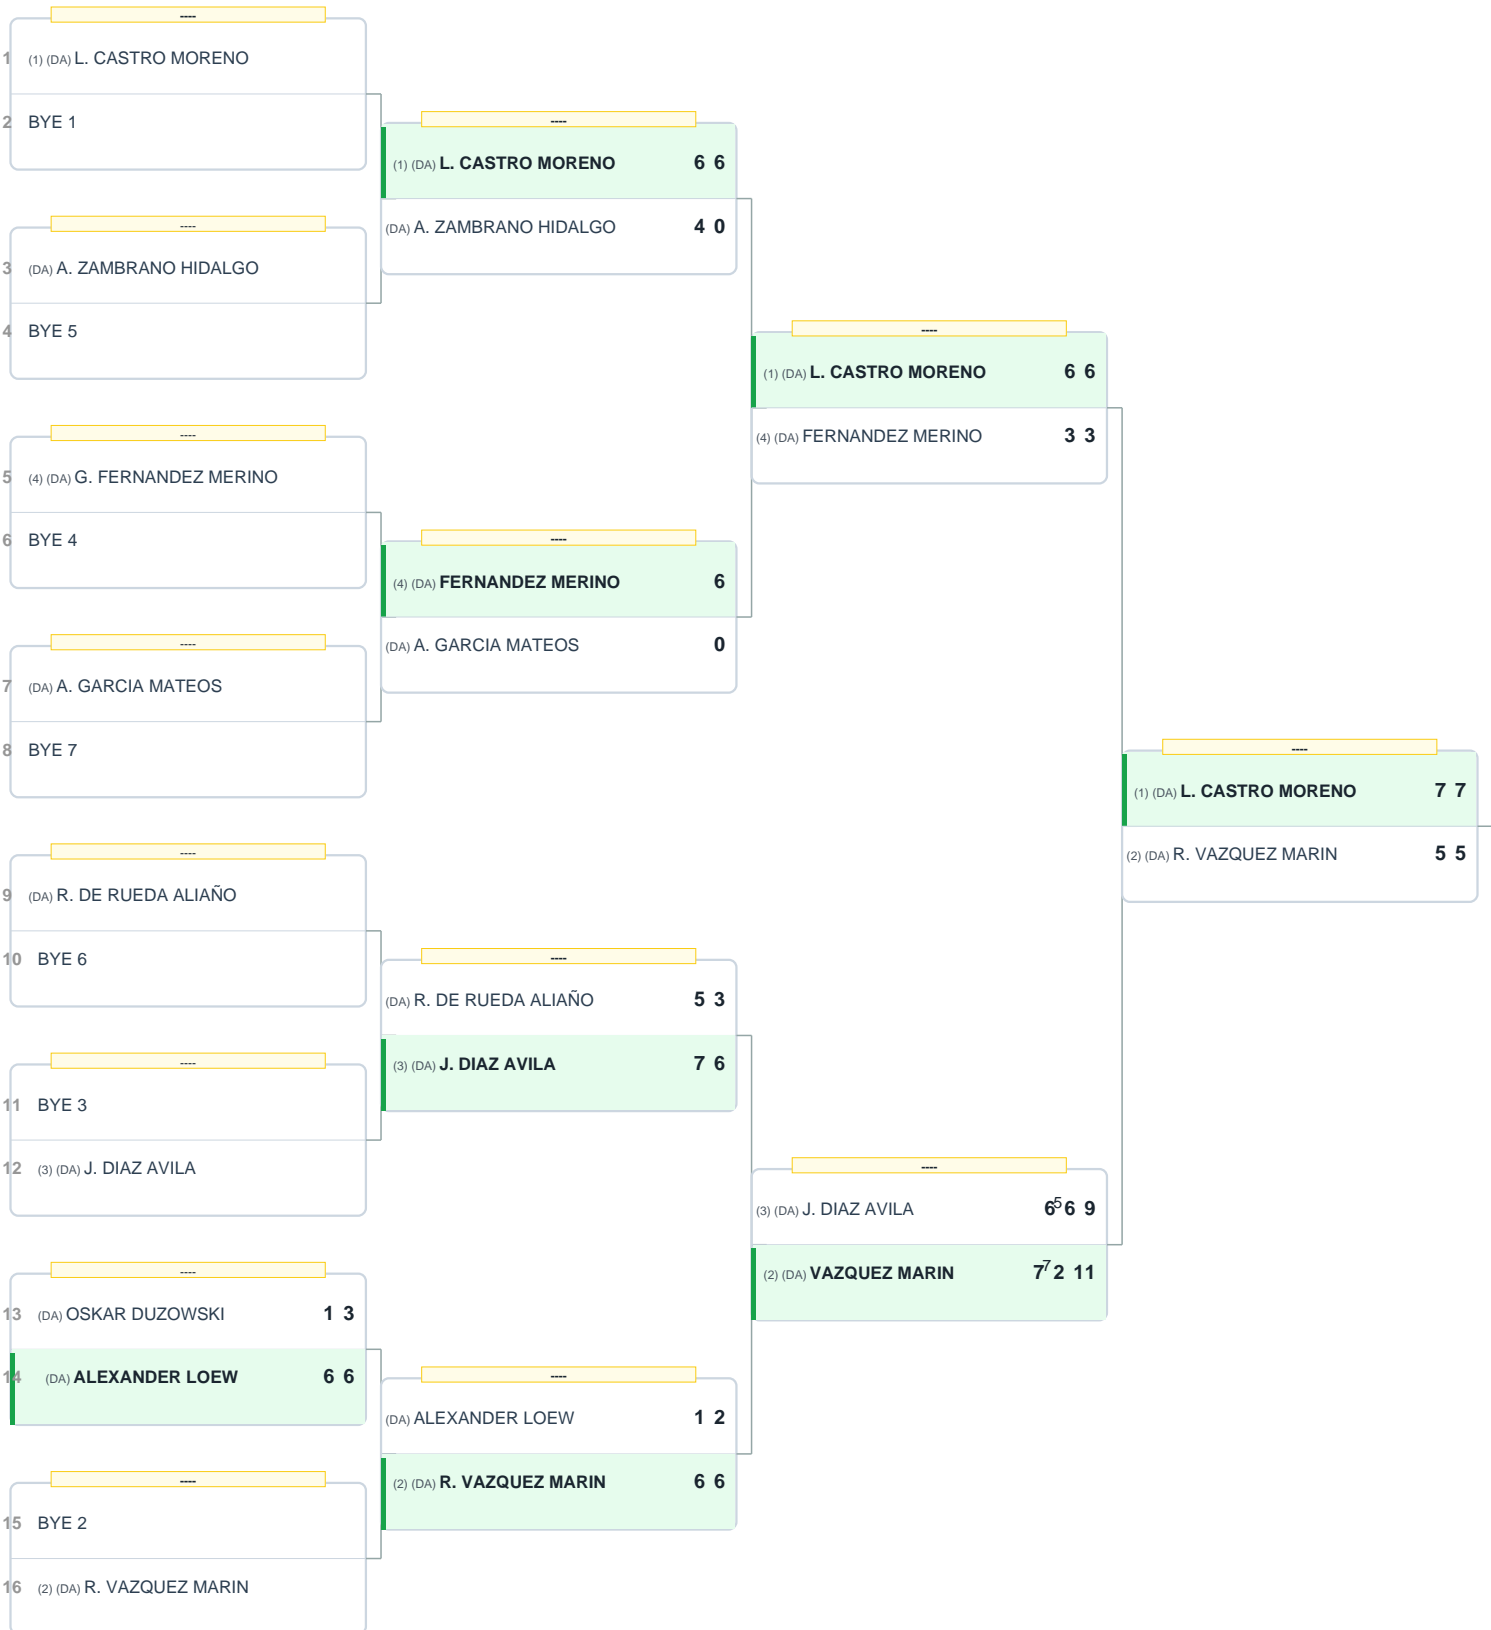 ----
1 (1) (DA) L. CASTRO MORENO
2 BYE 1
----
3 (DA) A. ZAMBRANO HIDALGO
4 BYE 5
----
5 (4) (DA) G. FERNANDEZ MERINO
6 BYE 4
----
7 (DA) A. GARCIA MATEOS
8 BYE 7
----
9 (DA) R. DE RUEDA ALIAÑO
10 BYE 6
----
11 BYE 3
12 (3) (DA) J. DIAZ AVILA
----
13 (DA) OSKAR DUZOWSKI 1 3
14 (DA) ALEXANDER LOEW 6 6
----
15 BYE 2
16 (2) (DA) R. VAZQUEZ MARIN
----
(1) (DA) L. CASTRO MORENO 6 6
(DA) A. ZAMBRANO HIDALGO 4 0
----
(4) (DA) FERNANDEZ MERINO 6
(DA) A. GARCIA MATEOS 0
----
(DA) R. DE RUEDA ALIAÑO 5 3
(3) (DA) J. DIAZ AVILA 7 6
----
(DA) ALEXANDER LOEW 1 2
(2) (DA) R. VAZQUEZ MARIN 6 6
----
(1) (DA) L. CASTRO MORENO 6 6
(4) (DA) FERNANDEZ MERINO 3 3
----
(3) (DA) J. DIAZ AVILA 6 5 6 9
(2) (DA) VAZQUEZ MARIN 7 7 2 11
----
(1) (DA) L. CASTRO MORENO 7 7
(2) (DA) R. VAZQUEZ MARIN 5 5